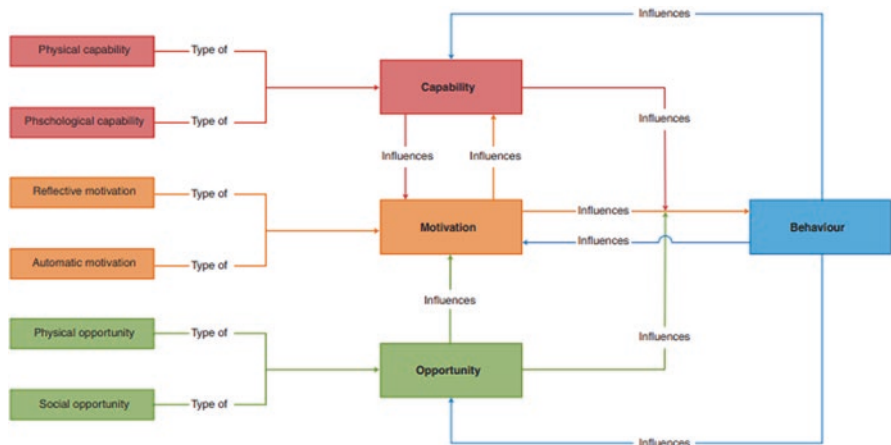 Influences
Physical capability
Type of
Capability
Phschological capability
Type of
Influences
Influences
Influences
Reflective motivation
Type of
Influences
Motivation
Behaviour
Influences
Automatic motivation
Type of
Influences
Physical opportunity
Type of
Influences
Opportunity
Social opportunity
Type of
Influences